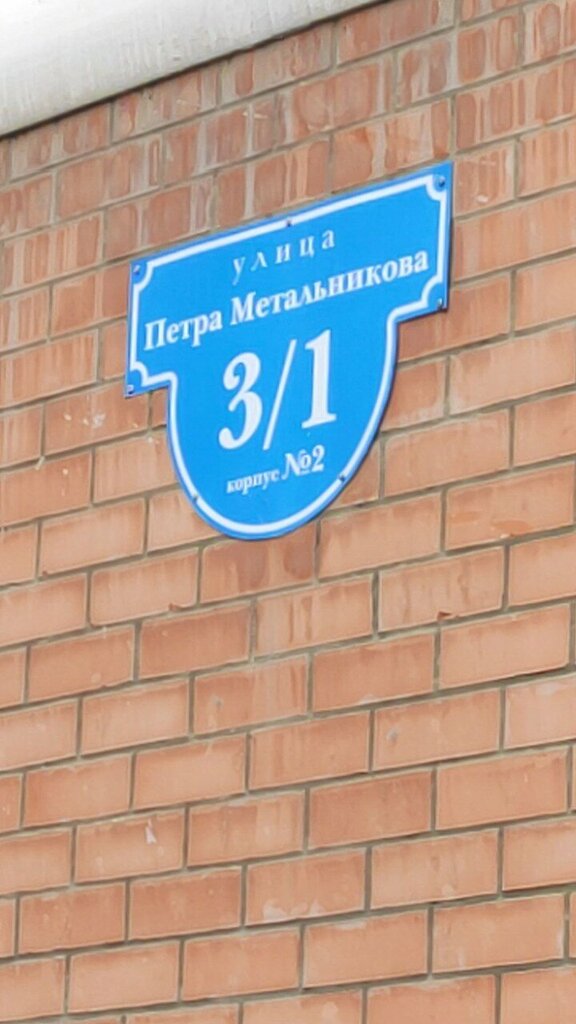 улица
Петра Метальникова
3/1
корпус №2